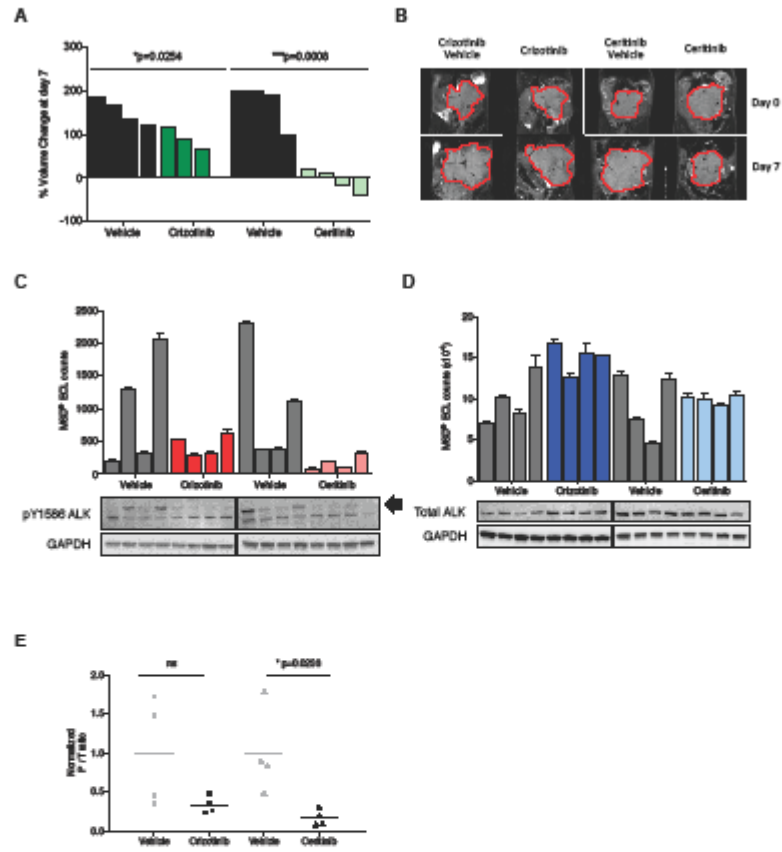 A
300
200
100
0
-100
% Volume Change at day 7
*p=0.0254
***p=0.0008
Vehicle
Crizotinib
Vehicle
Ceritinib
B
Crizotinib Vehicle
Crizotinib
Ceritinib Vehicle
Ceritinib
Day 0
Day 7
C
2500
2000
1500
1000
500
0
MSD® ECL counts
Vehicle
Crizotinib
Vehicle
Ceritinib
pY1586 ALK
GAPDH
D
20
15
10
5
0
Vehicle
Crizotinib
Vehicle
Ceritinib
Total ALK
GAPDH
E
2.0
1.5
1.0
0.5
0.0
Normalized
ns
Vehicle
Crizotinib
Vehicle
Ceritinib